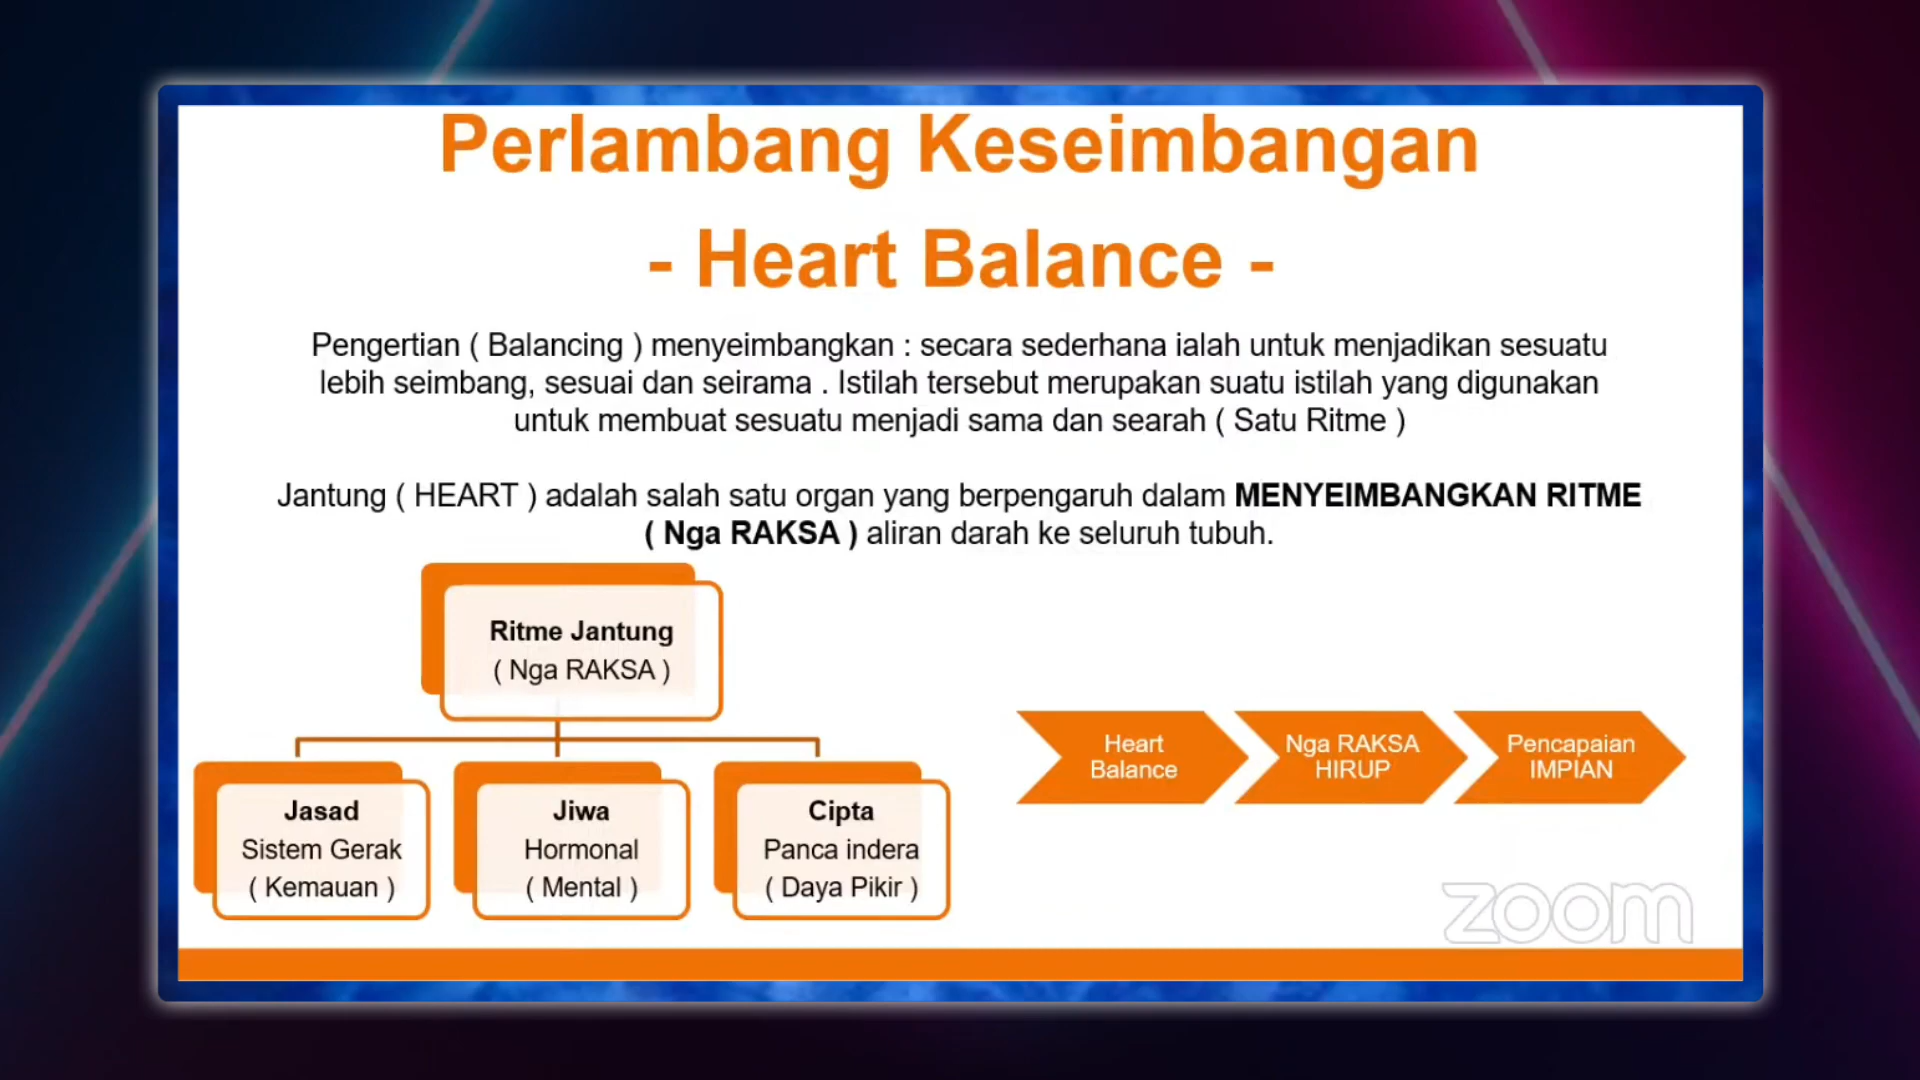 Perlambang Keseimbangan
- Heart Balance -
Pengertian ( Balancing ) menyeimbangkan : secara sederhana ialah untuk menjadikan sesuatu
lebih seimbang, sesuai dan seirama . Istilah tersebut merupakan suatu istilah yang digunakan
untuk membuat sesuatu menjadi sama dan searah ( Satu Ritme )
Jantung ( HEART ) adalah salah satu organ yang berpengaruh dalam MENYEIMBANGKAN RITME
( Nga RAKSA ) aliran darah ke seluruh tubuh.
Ritme Jantung
( Nga RAKSA )
Jasad
Sistem Gerak
( Kemauan )
Jiwa
Hormonal
( Mental )
Cipta
Panca indera
( Daya Pikir )
Heart
Balance
Nga RAKSA
HIRUP
Pencapaian
IMPIAN
zoom